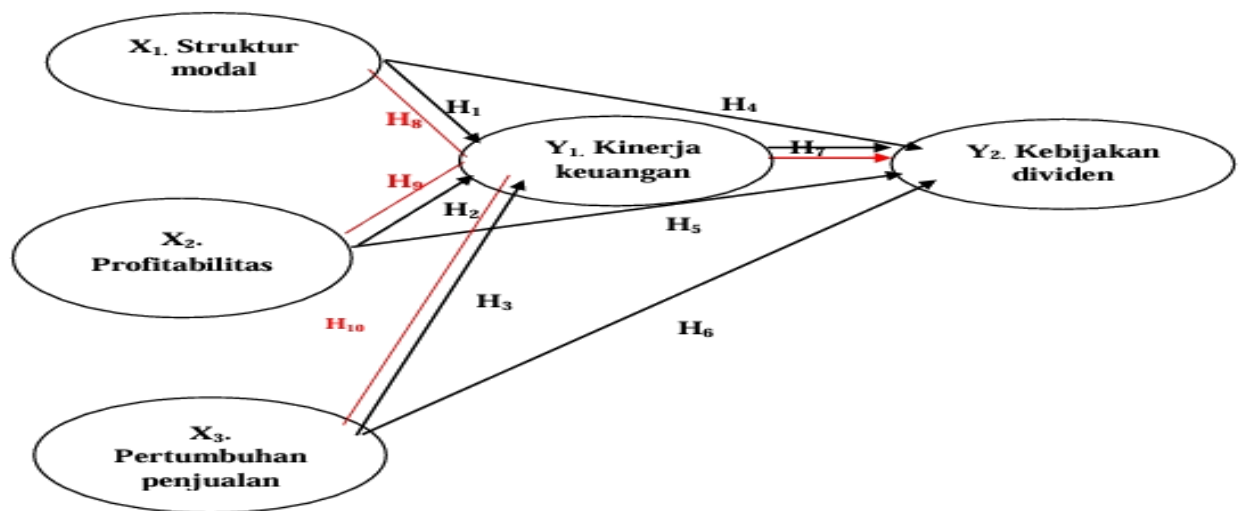 X₁. Struktur
modal
H₄
H₁
H₈
Y₁. Kinerja
keuangan
H₇
Y₂. Kebijakan
dividen
H₉
H₂
H₅
X₂.
Profitabilitas
H₃
H₁₀
H₆
X₃.
Pertumbuhan
penjualan